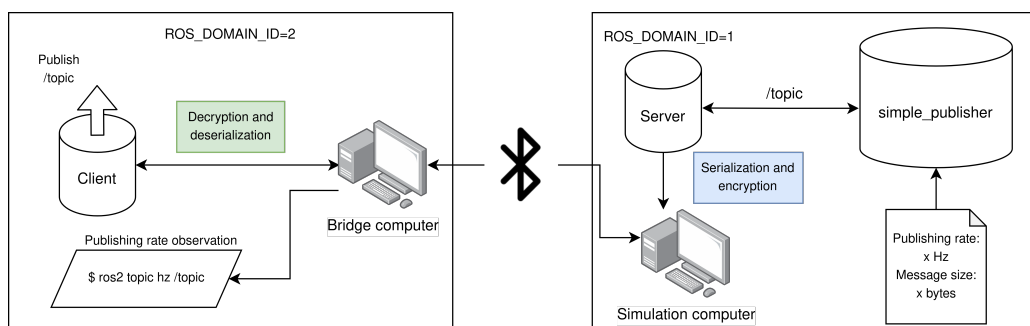 ROS_DOMAIN_ID=2
Publish
/topic
Decryption and
deserialization
Client
Bridge computer
Publishing rate observation
$ ros2 topic hz /topic
ROS_DOMAIN_ID=1
Server
/topic
simple_publisher
Serialization and
encryption
Simulation computer
Publishing rate:
x Hz
Message size:
x bytes